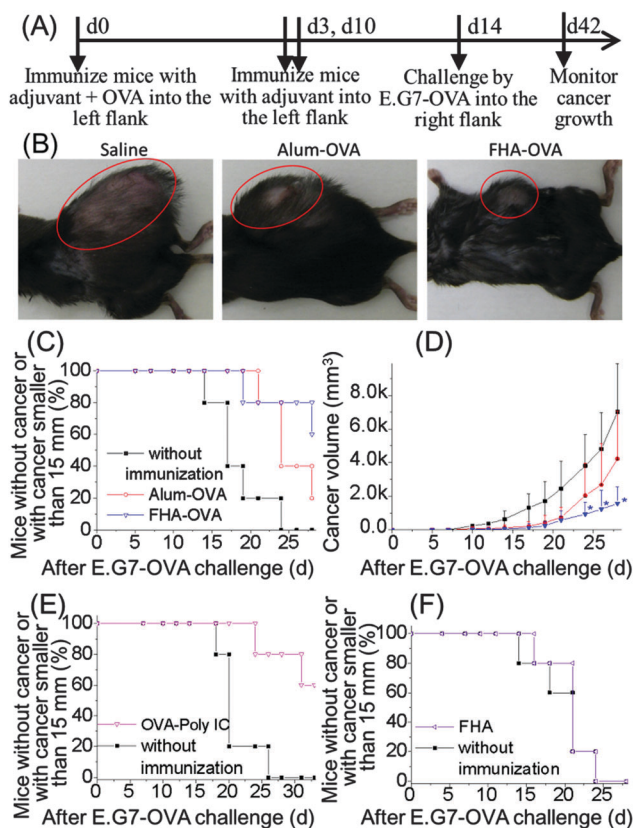 (A)
d0
d3, d10
d14
d42
Immunize mice with
adjuvant + OVA into the
left flank
Immunize mice
with adjuvant into
the left flank
Challenge by
E.G7-OVA into the
right flank
Monitor
cancer
growth
(B)
Saline
Alum-OVA
FHA-OVA
(C)
Mice without cancer or
with cancer smaller
than 15 mm (%)
100
80
60
40
20
0
without
immunization
Alum-OVA
FHA-OVA
0 5 10 15 20 25
After E.G7-OVA challenge (d)
(D)
Cancer volume (mm³)
8.0k
6.0k
4.0k
2.0k
0.0
* * *
0 5 10 15 20 25
After E.G7-OVA challenge (d)
(E)
Mice without cancer or
with cancer smaller
than 15 mm (%)
100
80
60
40
20
0
OVA-Poly IC
without
immunization
0 5 10 15 20 25 30
After E.G7-OVA challenge (d)
(F)
Mice without cancer or
with cancer smaller
than 15 mm (%)
100
80
60
40
20
0
FHA
without
immunization
0 5 10 15 20 25
After E.G7-OVA challenge (d)